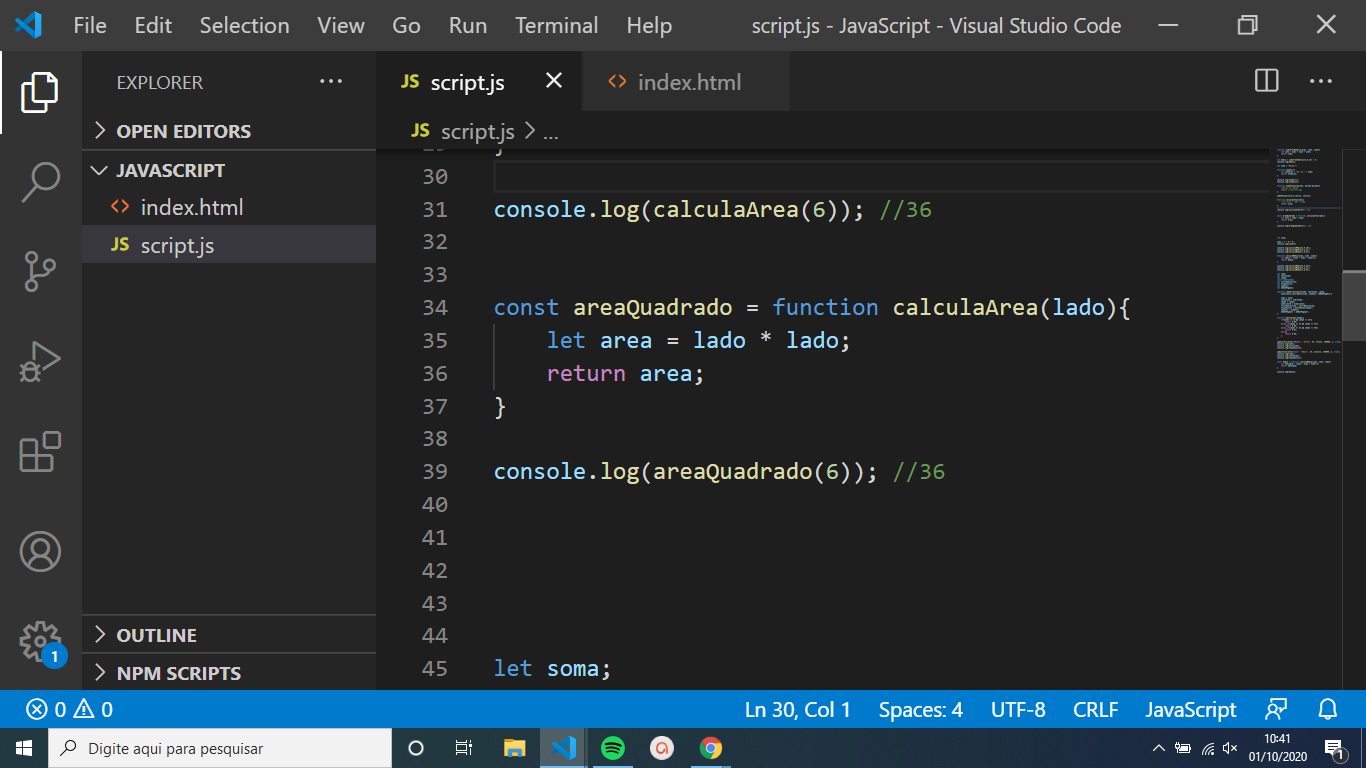 File Edit Selection View Go Run Terminal Help script.js - JavaScript - Visual Studio Code
EXPLORER ...
OPEN EDITORS
JAVASCRIPT
index.html
JS script.js
OUTLINE
NPM SCRIPTS
1
JS script.js index.html
JS script.js > ...
30
31 console.log(calculaArea(6)); //36
32
33
34 const areaQuadrado = function calculaArea(lado){
35 let area = lado * lado;
36 return area;
37 }
38
39 console.log(areaQuadrado(6)); //36
40
41
42
43
44
45 let soma;
0 0 Ln 30, Col 1 Spaces: 4 UTF-8 CRLF JavaScript
Digite aqui para pesquisar
10:41
01/10/2020
1